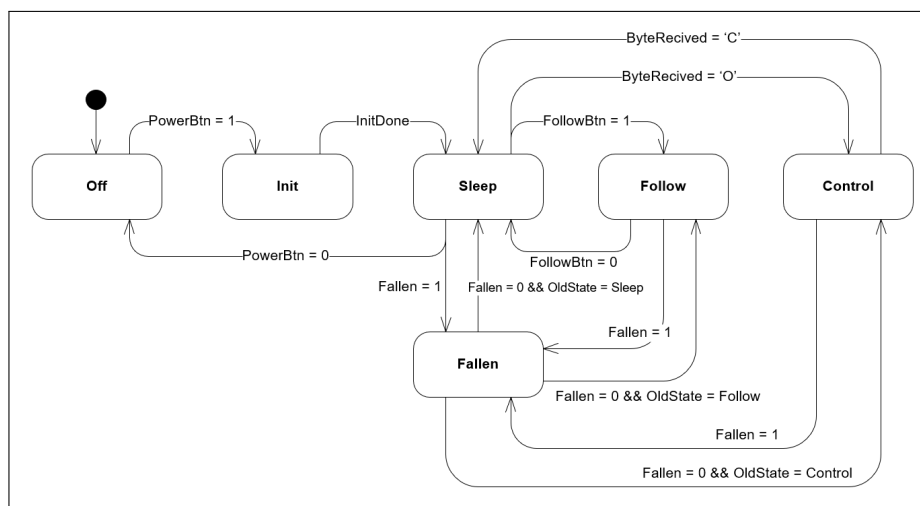 ByteRecived = ‘C’
ByteRecived = ‘O’
PowerBtn = 1
InitDone
FollowBtn = 1
Off
Init
Sleep
Follow
Control
PowerBtn = 0
FollowBtn = 0
Fallen = 1
Fallen = 0 && OldState = Sleep
Fallen = 1
Fallen
Fallen = 0 && OldState = Follow
Fallen = 1
Fallen = 0 && OldState = Control